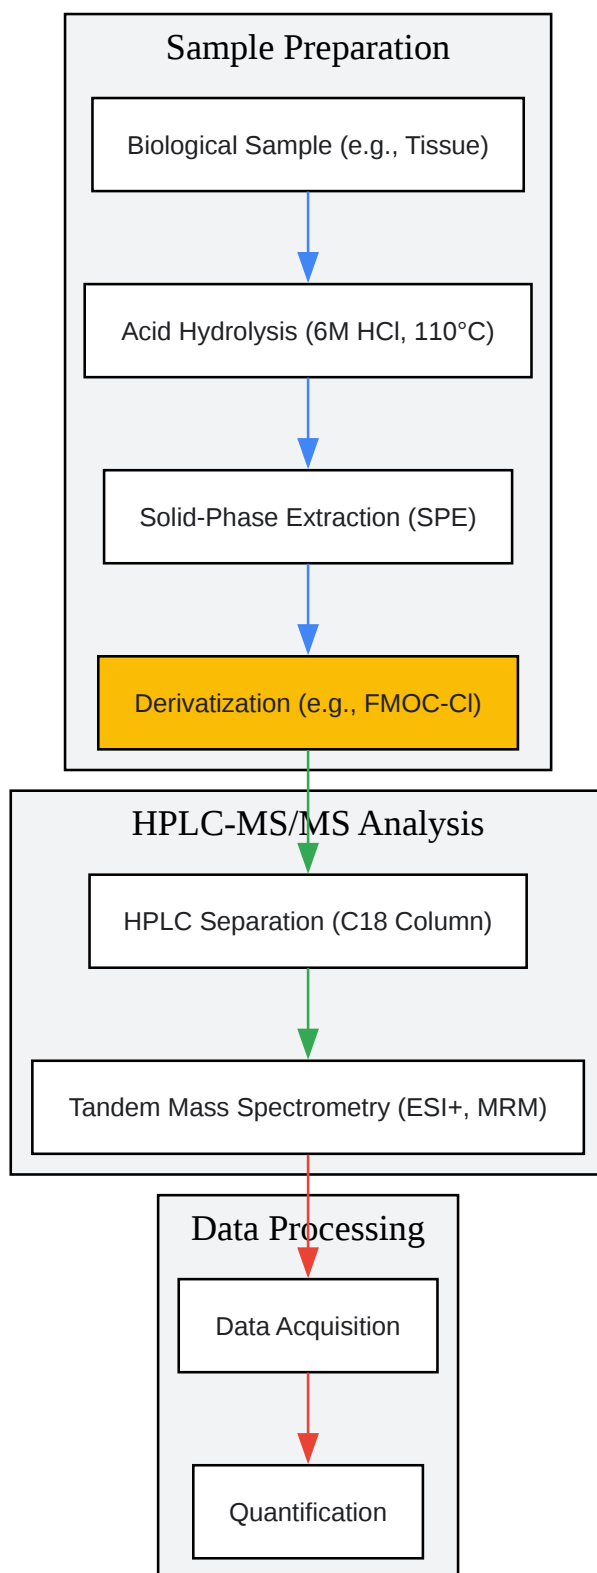 Sample Preparation
Biological Sample (e.g., Tissue)
Acid Hydrolysis (6M HCl, 110°C)
Solid-Phase Extraction (SPE)
Derivatization (e.g., FMOC-Cl)
HPLC-MS/MS Analysis
HPLC Separation (C18 Column)
Tandem Mass Spectrometry (ESI+, MRM)
Data Processing
Data Acquisition
Quantification